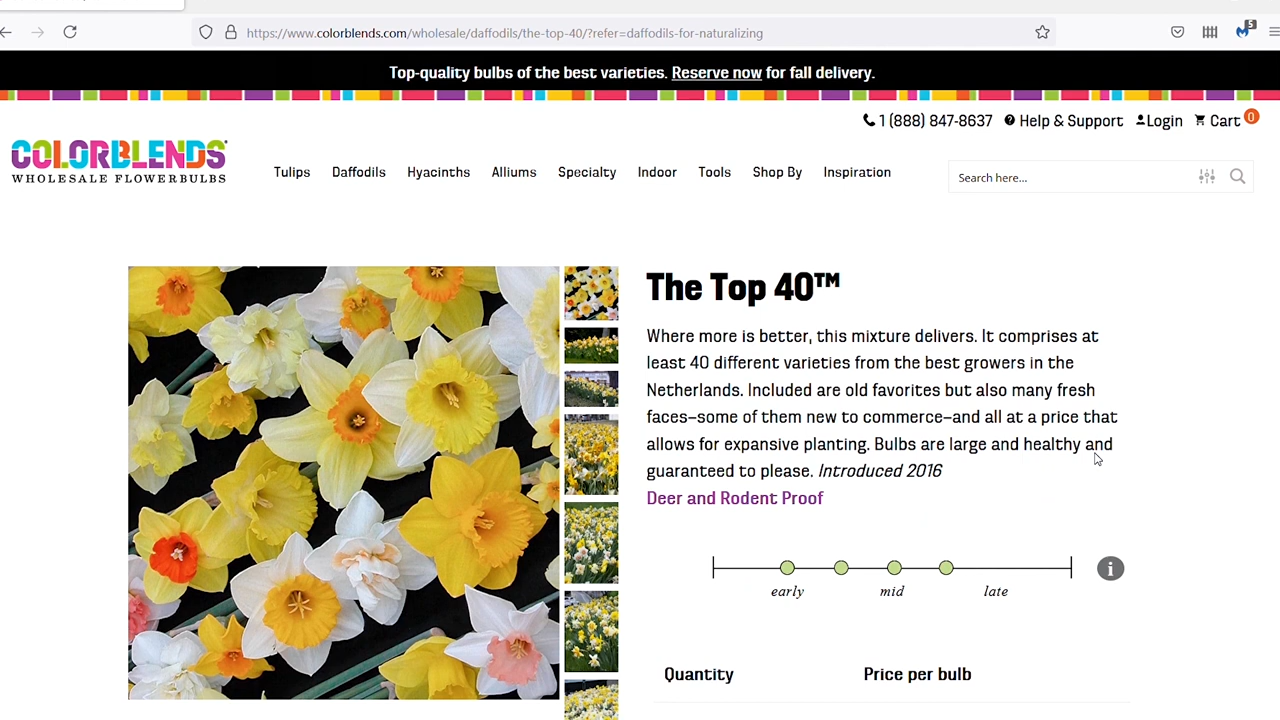 https://www.colorblends.com/wholesale/daffodils/the-top-40/?refer=daffodils-for-naturalizing
5
Top-quality bulbs of the best varieties. Reserve now for fall delivery.
1 (888) 847-8637 Help & Support Login Cart 0
COLORBLENDS®
WHOLESALE FLOWERBULBS
Tulips Daffodils Hyacinths Alliums Specialty Indoor Tools Shop By Inspiration
Search here...
The Top 40™
Where more is better, this mixture delivers. It comprises at
least 40 different varieties from the best growers in the
Netherlands. Included are old favorites but also many fresh
faces–some of them new to commerce–and all at a price that
allows for expansive planting. Bulbs are large and healthy and
guaranteed to please. Introduced 2016
Deer and Rodent Proof
i
early mid late
Quantity Price per bulb